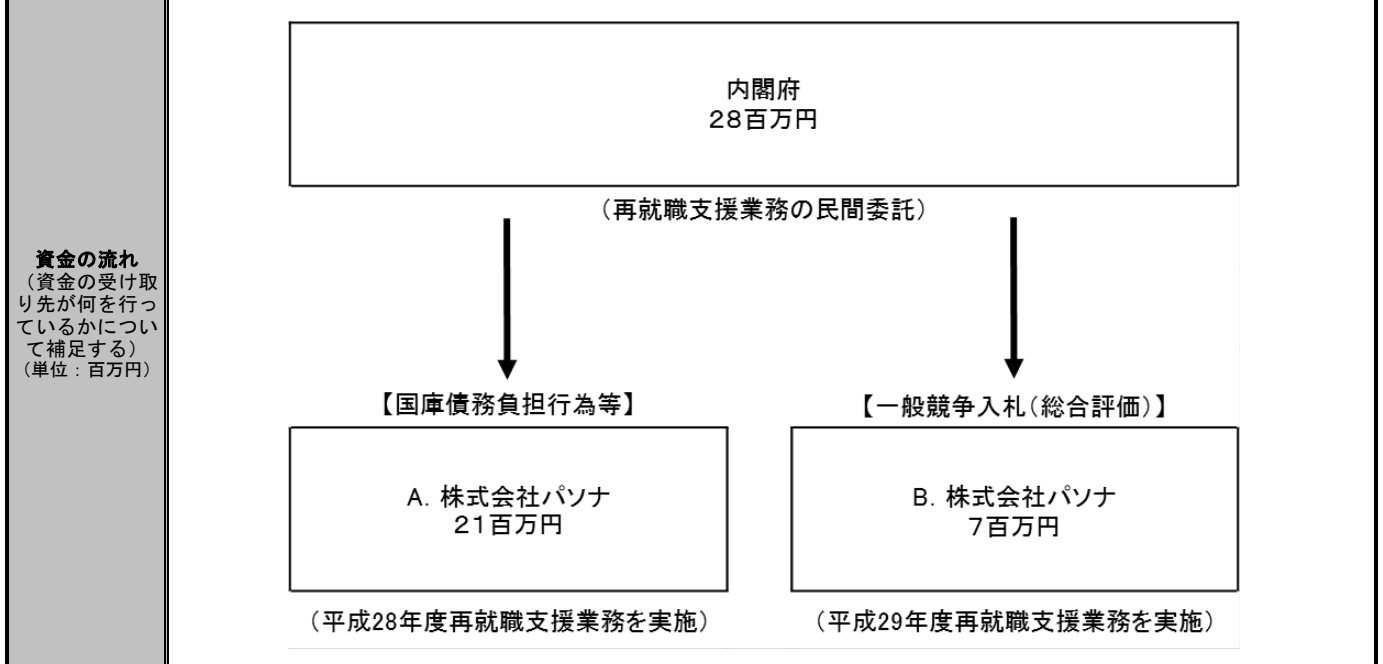 資金の流れ
（資金の受け取
り先が何を行っ
ているかについ
て補足する）
（単位：百万円）
内閣府
２８百万円
（再就職支援業務の民間委託）
【国庫債務負担行為等】
【一般競争入札（総合評価）】
Ａ．株式会社パソナ
２１百万円
Ｂ．株式会社パソナ
７百万円
（平成28年度再就職支援業務を実施）
（平成29年度再就職支援業務を実施）